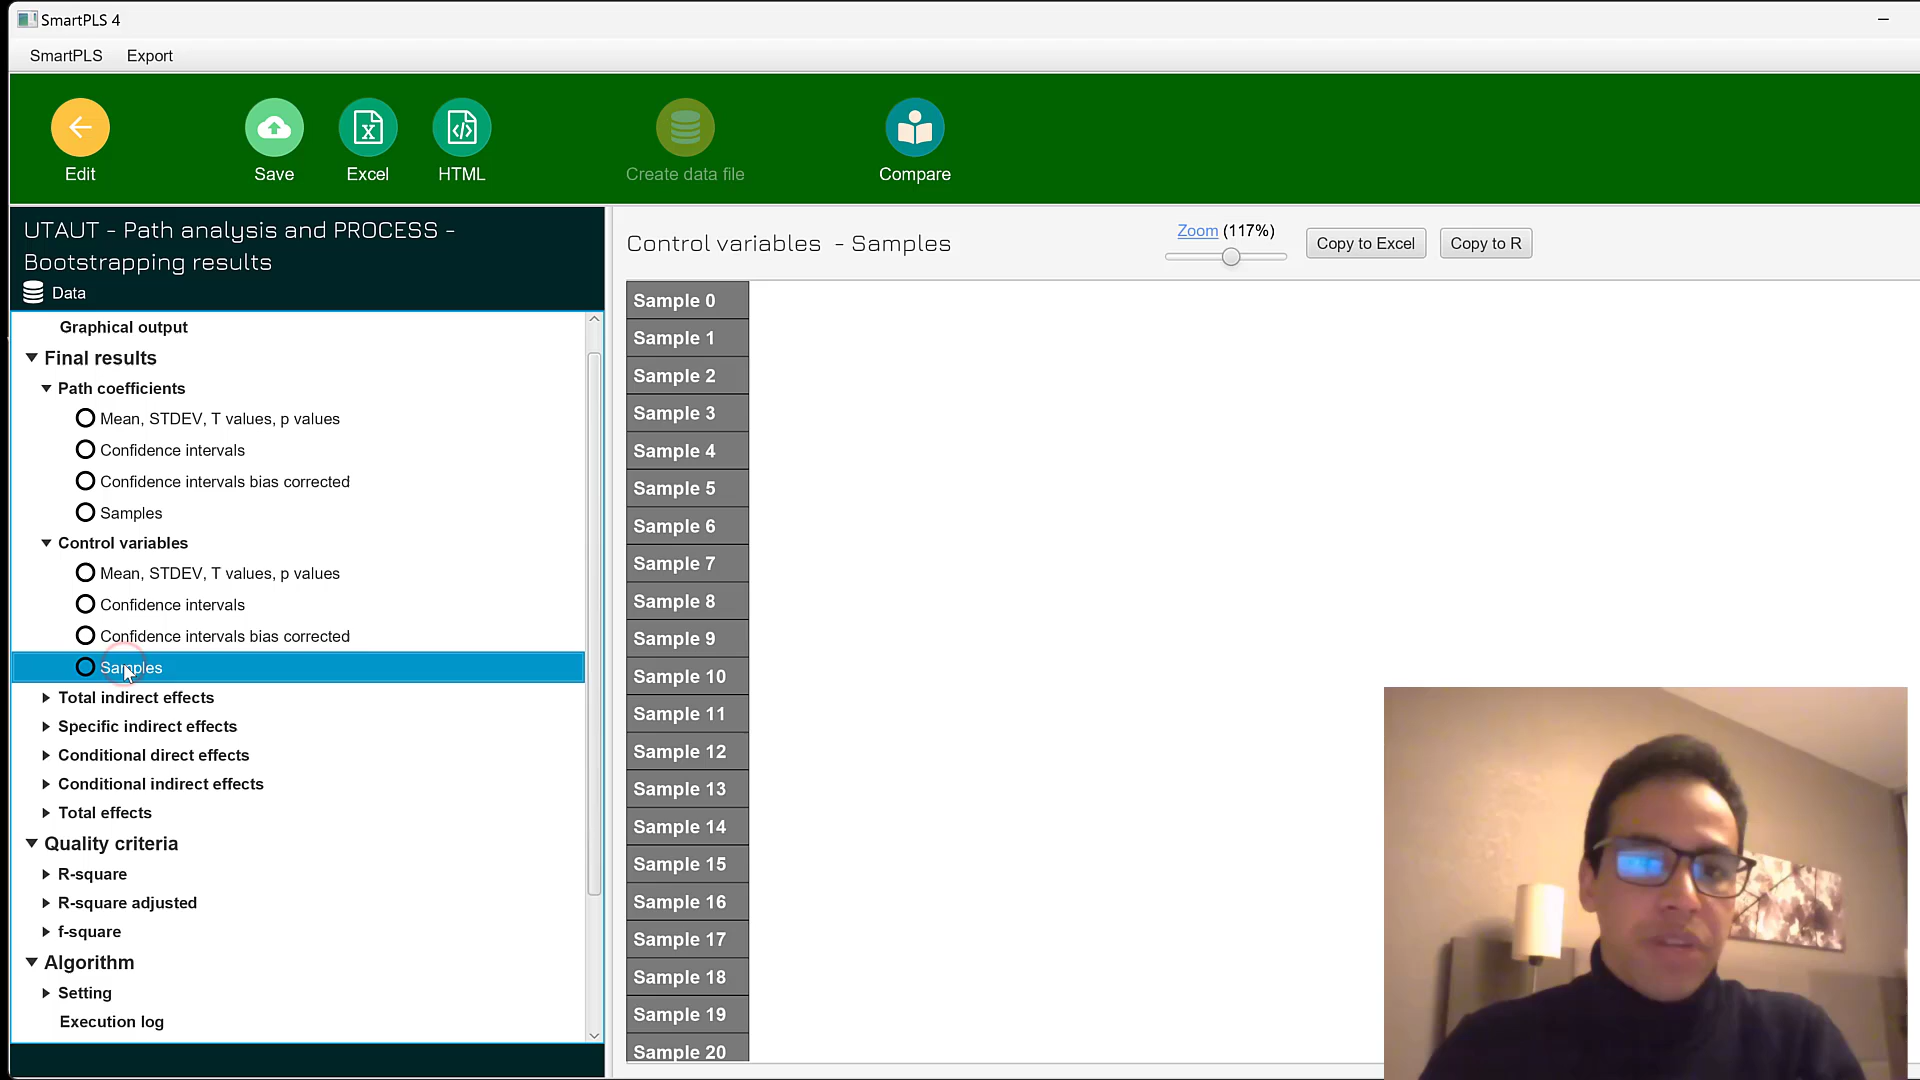 SmartPLS 4
SmartPLS Export
Edit
Save
Excel
HTML
Create data file
Compare
UTAUT - Path analysis and PROCESS -
Bootstrapping results
Data
Graphical output
Final results
Path coefficients
Mean, STDEV, T values, p values
Confidence intervals
Confidence intervals bias corrected
Samples
Control variables
Mean, STDEV, T values, p values
Confidence intervals
Confidence intervals bias corrected
Samples
Total indirect effects
Specific indirect effects
Conditional direct effects
Conditional indirect effects
Total effects
Quality criteria
R-square
R-square adjusted
f-square
Algorithm
Setting
Execution log
Control variables - Samples
Zoom (117%)
Copy to Excel
Copy to R
Sample 0
Sample 1
Sample 2
Sample 3
Sample 4
Sample 5
Sample 6
Sample 7
Sample 8
Sample 9
Sample 10
Sample 11
Sample 12
Sample 13
Sample 14
Sample 15
Sample 16
Sample 17
Sample 18
Sample 19
Sample 20